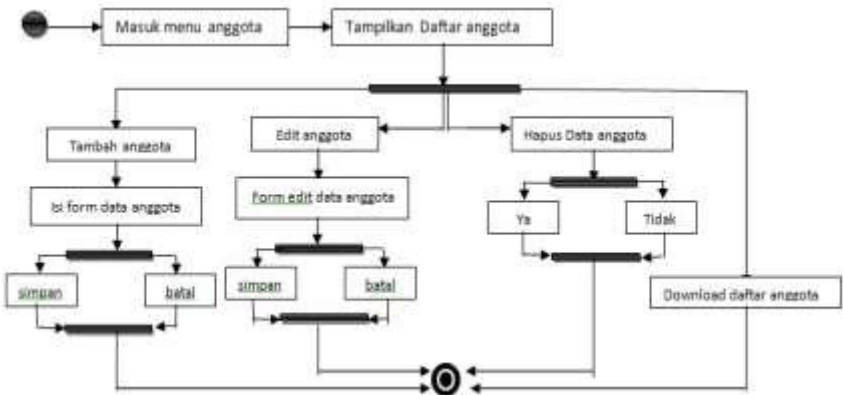 Masuk menu anggota
Tampilkan Daftar anggota
Tambah anggota
Edit anggota
Hapus Data anggota
Isi form data anggota
Form edit data anggota
Ya
Tidak
simpan
batal
simpan
batal
Download daftar anggota